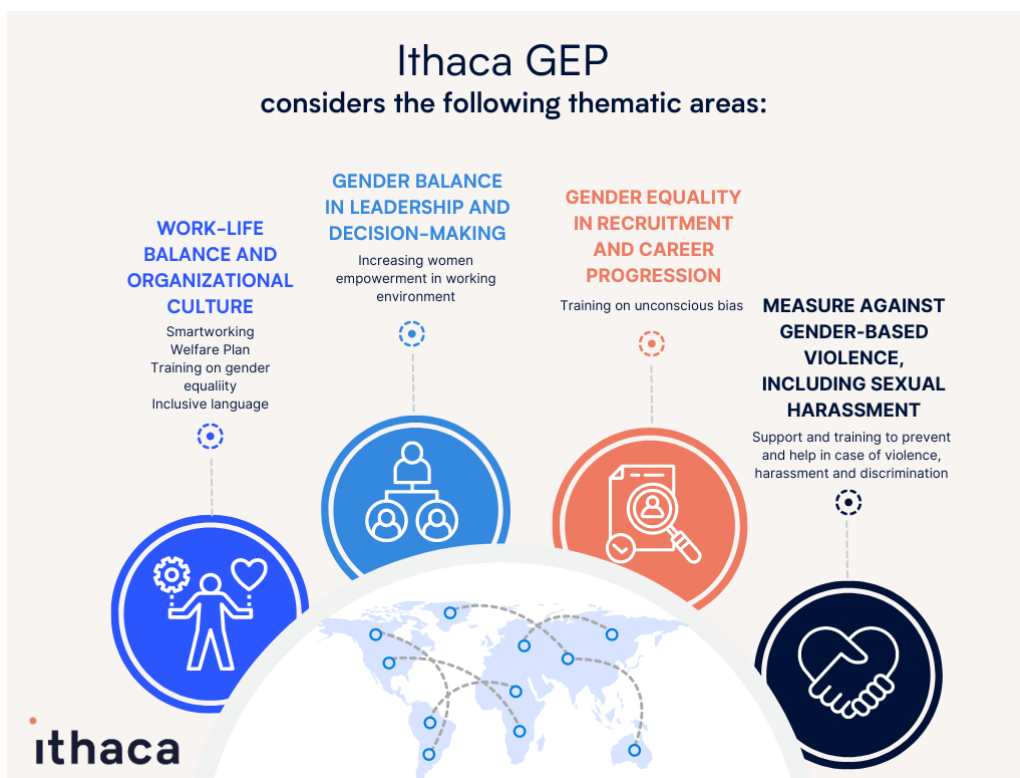 Ithaca GEP
considers the following thematic areas:
WORK-LIFE
BALANCE AND
ORGANIZATIONAL
CULTURE
Smartworking
Welfare Plan
Training on gender
equaliity
Inclusive language
GENDER BALANCE
IN LEADERSHIP AND
DECISION-MAKING
Increasing women
empowerment in working
environment
GENDER EQUALITY
IN RECRUITMENT
AND CAREER
PROGRESSION
Training on unconscious bias
MEASURE AGAINST
GENDER-BASED
VIOLENCE,
INCLUDING SEXUAL
HARASSMENT
Support and training to prevent
and help in case of violence,
harassment and discrimination
ithaca